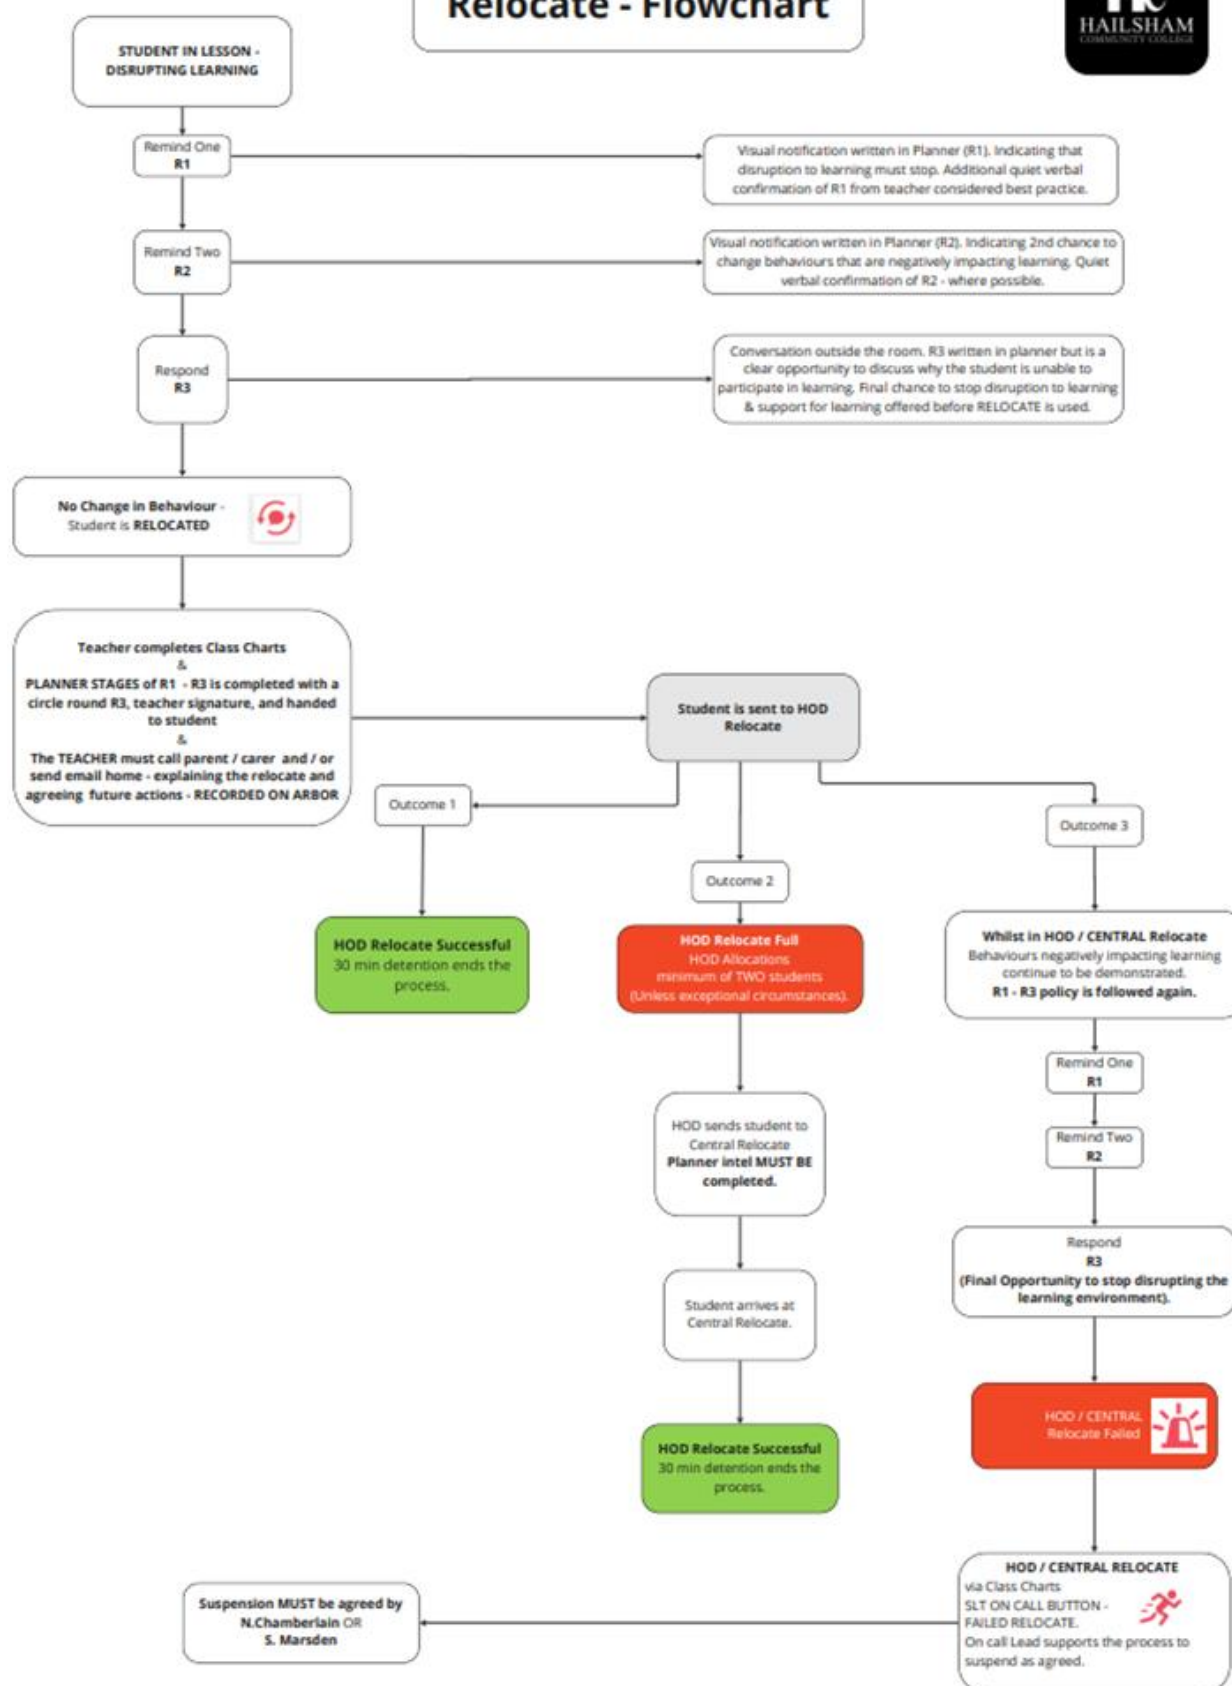 Relocate - Flowchart
HAILSHAM
COMMUNITY COLLEGE
STUDENT IN LESSON -
DISRUPTING LEARNING
Remind One
R1
Visual notification written in Planner (R1). Indicating that
disruption to learning must stop. Additional quiet verbal
confirmation of R1 from teacher considered best practice.
Remind Two
R2
Visual notification written in Planner (R2). Indicating 2nd chance to
change behaviours that are negatively impacting learning. Quiet
verbal confirmation of R2 - where possible.
Respond
R3
Conversation outside the room. R3 written in planner but is a
clear opportunity to discuss why the student is unable to
participate in learning. Final chance to stop disruption to learning
& support for learning offered before RELOCATE is used.
No Change in Behaviour -
Student is RELOCATED
Teacher completes Class Charts
&
PLANNER STAGES of R1 - R3 is completed with a
circle round R3, teacher signature, and handed
to student
&
The TEACHER must call parent / carer and / or
send email home - explaining the relocate and
agreeing future actions - RECORDED ON ARBOR
Student is sent to HOD
Relocate
Outcome 1
HOD Relocate Successful
30 min detention ends the
process.
Outcome 2
HOD Relocate Full
HOD Allocations
minimum of TWO students
(Unless exceptional circumstances).
HOD sends student to
Central Relocate
Planner intel MUST BE
completed.
Student arrives at
Central Relocate.
HOD Relocate Successful
30 min detention ends the
process.
Outcome 3
Whilst in HOD / CENTRAL Relocate
Behaviours negatively impacting learning
continue to be demonstrated.
R1 - R3 policy is followed again.
Remind One
R1
Remind Two
R2
Respond
R3
(Final Opportunity to stop disrupting the
learning environment).
HOD / CENTRAL
Relocate Failed
HOD / CENTRAL RELOCATE
via Class Charts
SLT ON CALL BUTTON -
FAILED RELOCATE.
On call Lead supports the process to
suspend as agreed.
Suspension MUST be agreed by
N.Chamberlain OR
S. Marsden